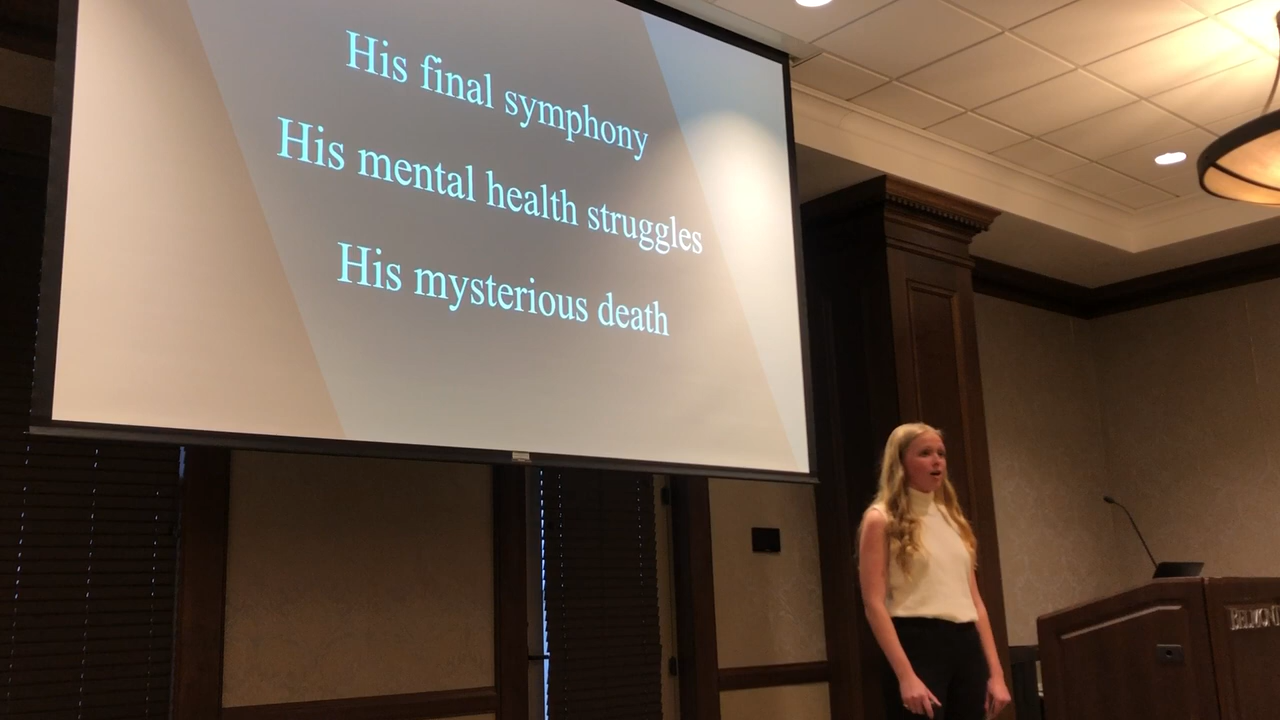 His final symphony
His mental health struggles
His mysterious death